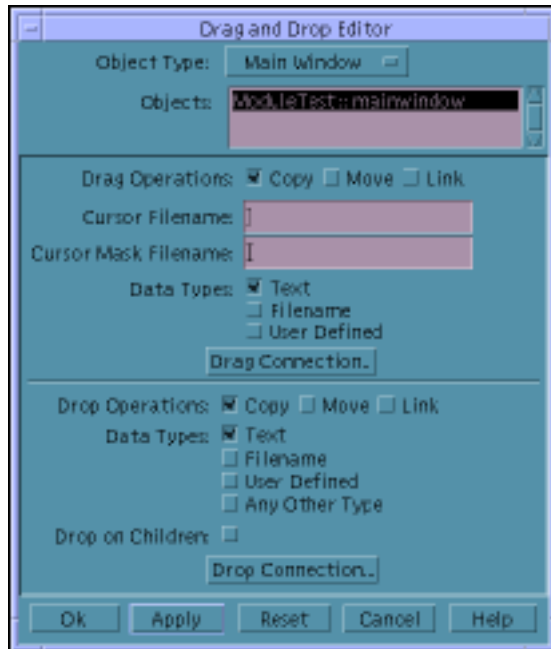 Drag and Drop Editor
Object Type: Main Window
Objects: ModuleTest::mainwindow
Drag Operations: Copy Move Link
Cursor Filename:
Cursor Mask Filename:
Data Types: Text
Filename
User Defined
Drag Connection...
Drop Operations: Copy Move Link
Data Types: Text
Filename
User Defined
Any Other Type
Drop on Children:
Drop Connection...
Ok Apply Reset Cancel Help